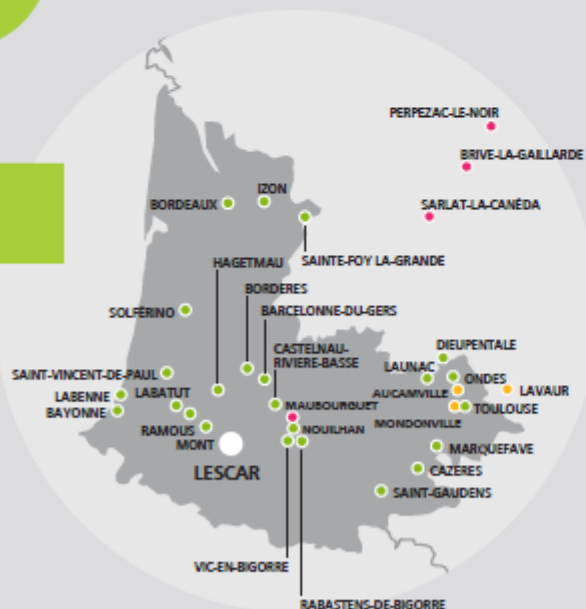 PERPEZAC-LE-NOIR
BRIVE-LA-GAILLARDE
SARLAT-LA-CANÉDA
IZON
BORDEAUX
SAINTE-FOY LA GRANDE
HAGETMAU
BORDERES
BARCELONNE-DU-GERS
SOLFÉRINO
DIEUPENTALE
CASTELNAU-
RIVIERE-BASSE
LAUNAC
SAINT-VINCENT-DE-PAUL
ONDES
LABENNE
LABATUT
AUCAMVILLE
LAVAUR
BAYONNE
MAUBOURGUET
TOULOUSE
RAMOUS
NOUILHAN
MONDONVILLE
MONT
MARQUEFAVE
LESCAR
CAZERES
SAINT-GAUDENS
VIC-EN-BIGORRE
RABASTENS-DE-BIGORRE